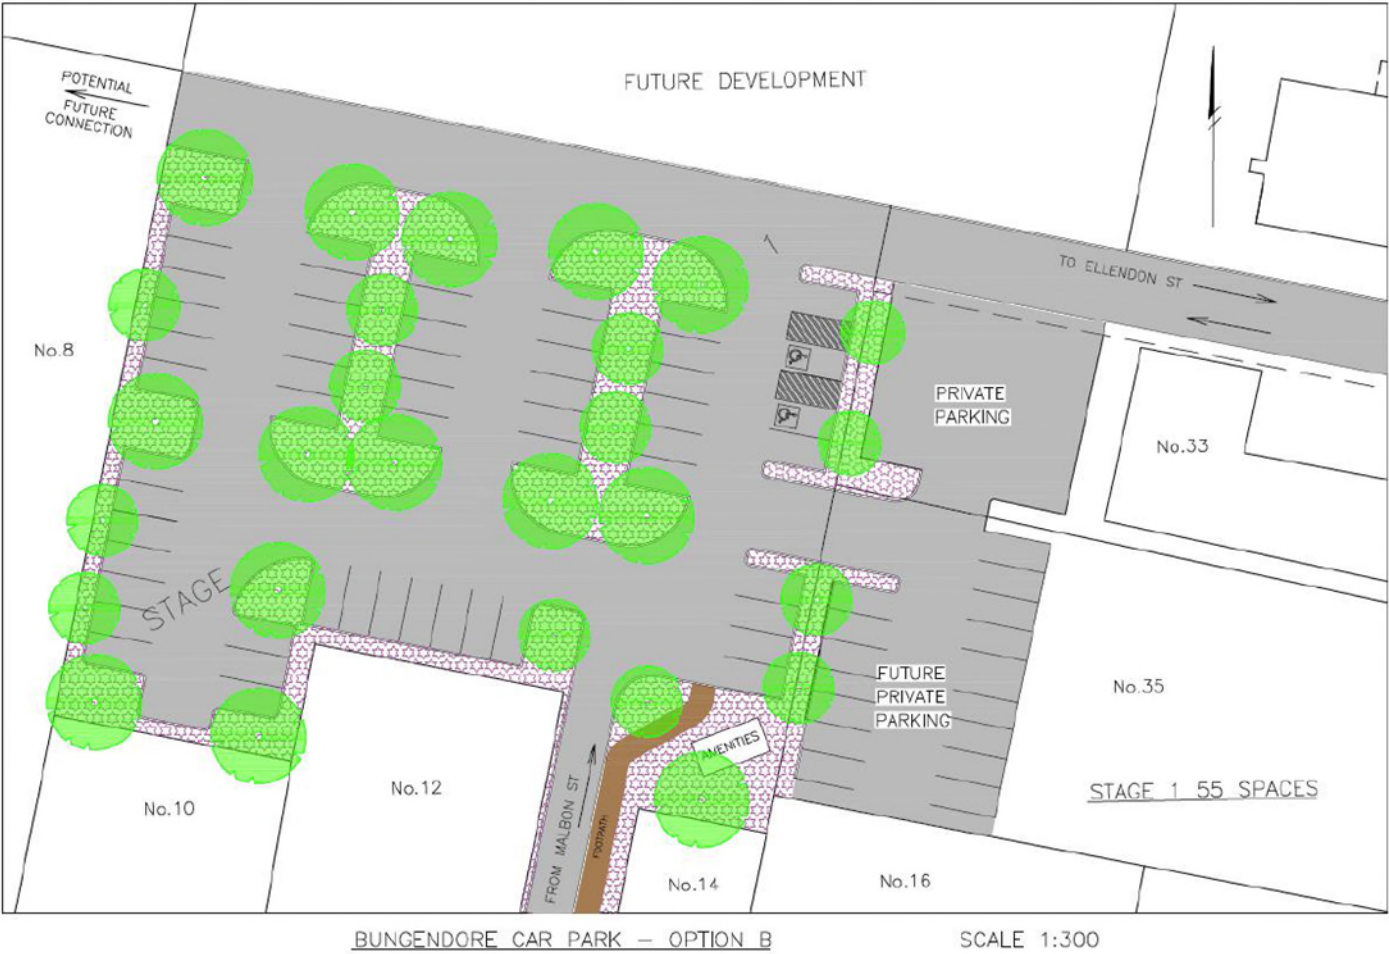 POTENTIAL
FUTURE
CONNECTION
FUTURE DEVELOPMENT
TO ELLENDON ST
1
No.8
PRIVATE
PARKING
No.33
STAGE
FUTURE
PRIVATE
PARKING
No.35
AMENITIES
STAGE 1 55 SPACES
No.10
No.12
FROM MALBON ST
FOOTPATH
No.14
No.16
BUNGENDORE CAR PARK – OPTION B
SCALE 1:300